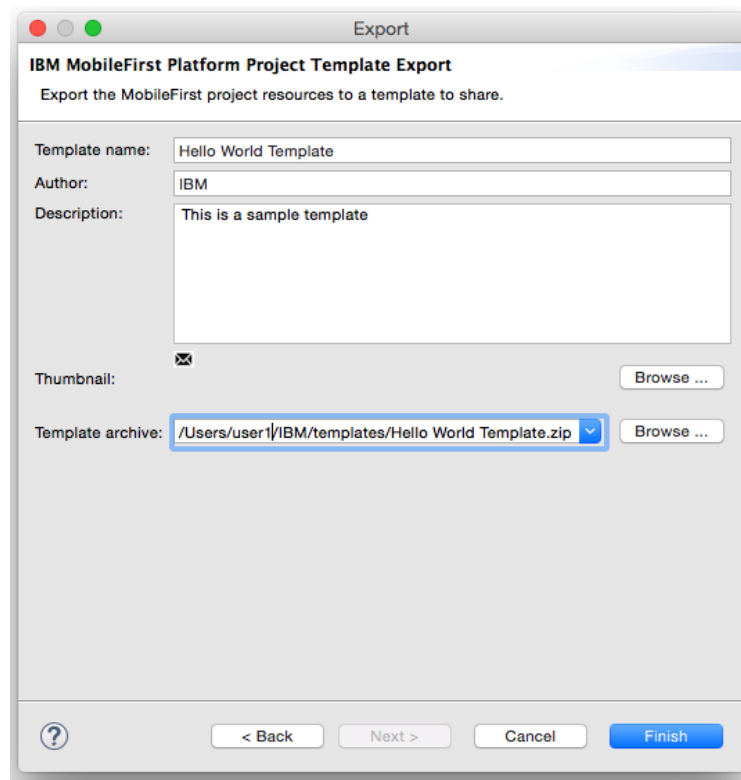 Export
IBM MobileFirst Platform Project Template Export
Export the MobileFirst project resources to a template to share.
Template name: Hello World Template
Author: IBM
Description: This is a sample template
Thumbnail: Browse ...
Template archive: /Users/user1/IBM/templates/Hello World Template.zip Browse ...
? < Back Next > Cancel Finish